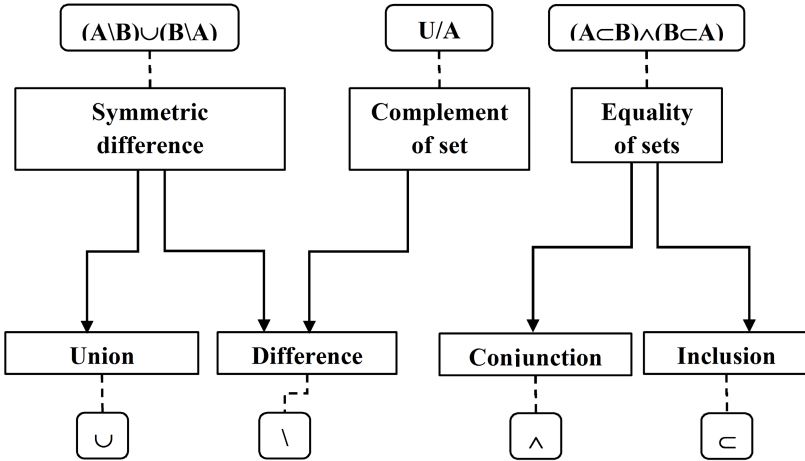 (A\B)∪(B\A)
U/A
(A⊂B)∧(B⊂A)
Symmetric
difference
Complement
of set
Equality
of sets
Union
Difference
Conjunction
Inclusion
∪
\
∧
⊂